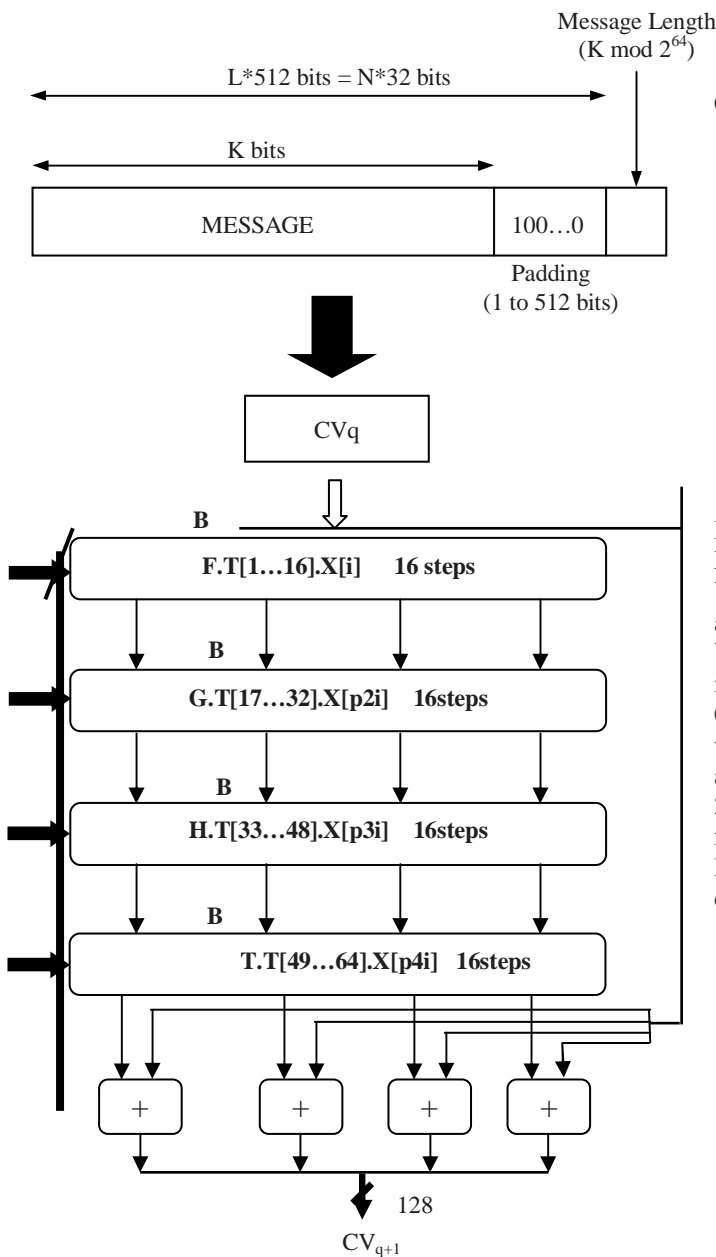 Message Length
(K mod 2^64)
L*512 bits = N*32 bits
K bits
MESSAGE
100…0
Padding
(1 to 512 bits)
CVq
B
F.T[1…16].X[i] 16 steps
B
G.T[17…32].X[p2i] 16steps
B
H.T[33…48].X[p3i] 16steps
B
T.T[49…64].X[p4i] 16steps
+ + + +
128
CV_q+1